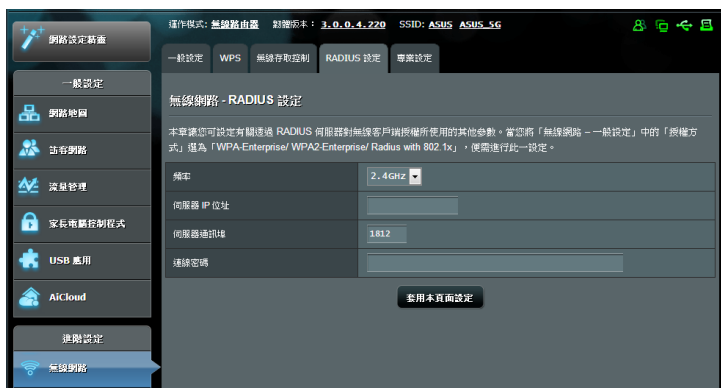 運作模式: 無線路由器 韌體版本: 3.0.0.4.220 SSID: ASUS ASUS_5G
網路設定精靈
一般設定 WPS 無線存取控制 RADIUS 設定 專業設定
一般設定
網路地圖
訪客網路
流量管理
家長電腦控制程式
USB 應用
AiCloud
進階設定
無線網路
無線網路 - RADIUS 設定
本章讓您可設定有關透過 RADIUS 伺服器對無線客戶端授權所使用的其他參數。當您將「無線網路 – 一般設定」中的「授權方
式」選為「WPA-Enterprise/ WPA2-Enterprise/ Radius with 802.1x」,便需進行此一設定。
頻率 2.4GHz
伺服器 IP 位址
伺服器通訊埠 1812
連線密碼
套用本頁面設定